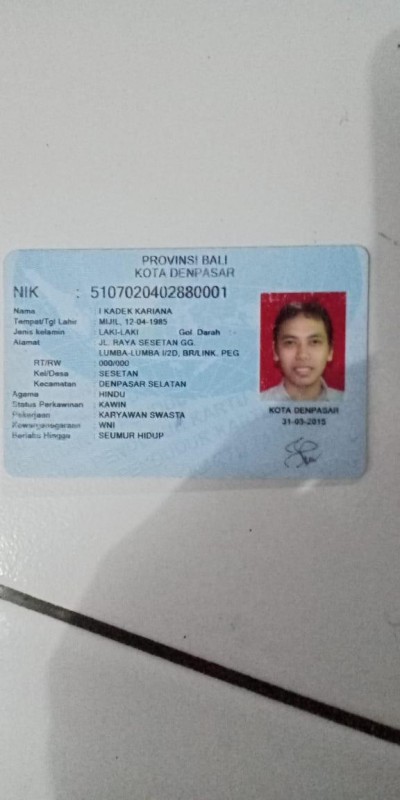 PROVINSI BALI
KOTA DENPASAR
NIK : 5107020402880001
Nama : I KADEK KARIANA
Tempat/Tgl Lahir : MIJIL, 12-04-1985
Jenis kelamin : LAKI-LAKI Gol. Darah :
Alamat : JL. RAYA SESETAN GG.
LUMBA-LUMBA I/2D, BR/LINK. PEG
RT/RW : 000/000
Kel/Desa : SESETAN
Kecamatan : DENPASAR SELATAN
Agama : HINDU
Status Perkawinan : KAWIN
Pekerjaan : KARYAWAN SWASTA
Kewarganegaraan : WNI
Berlaku Hingga : SEUMUR HIDUP
KOTA DENPASAR
31-03-2015